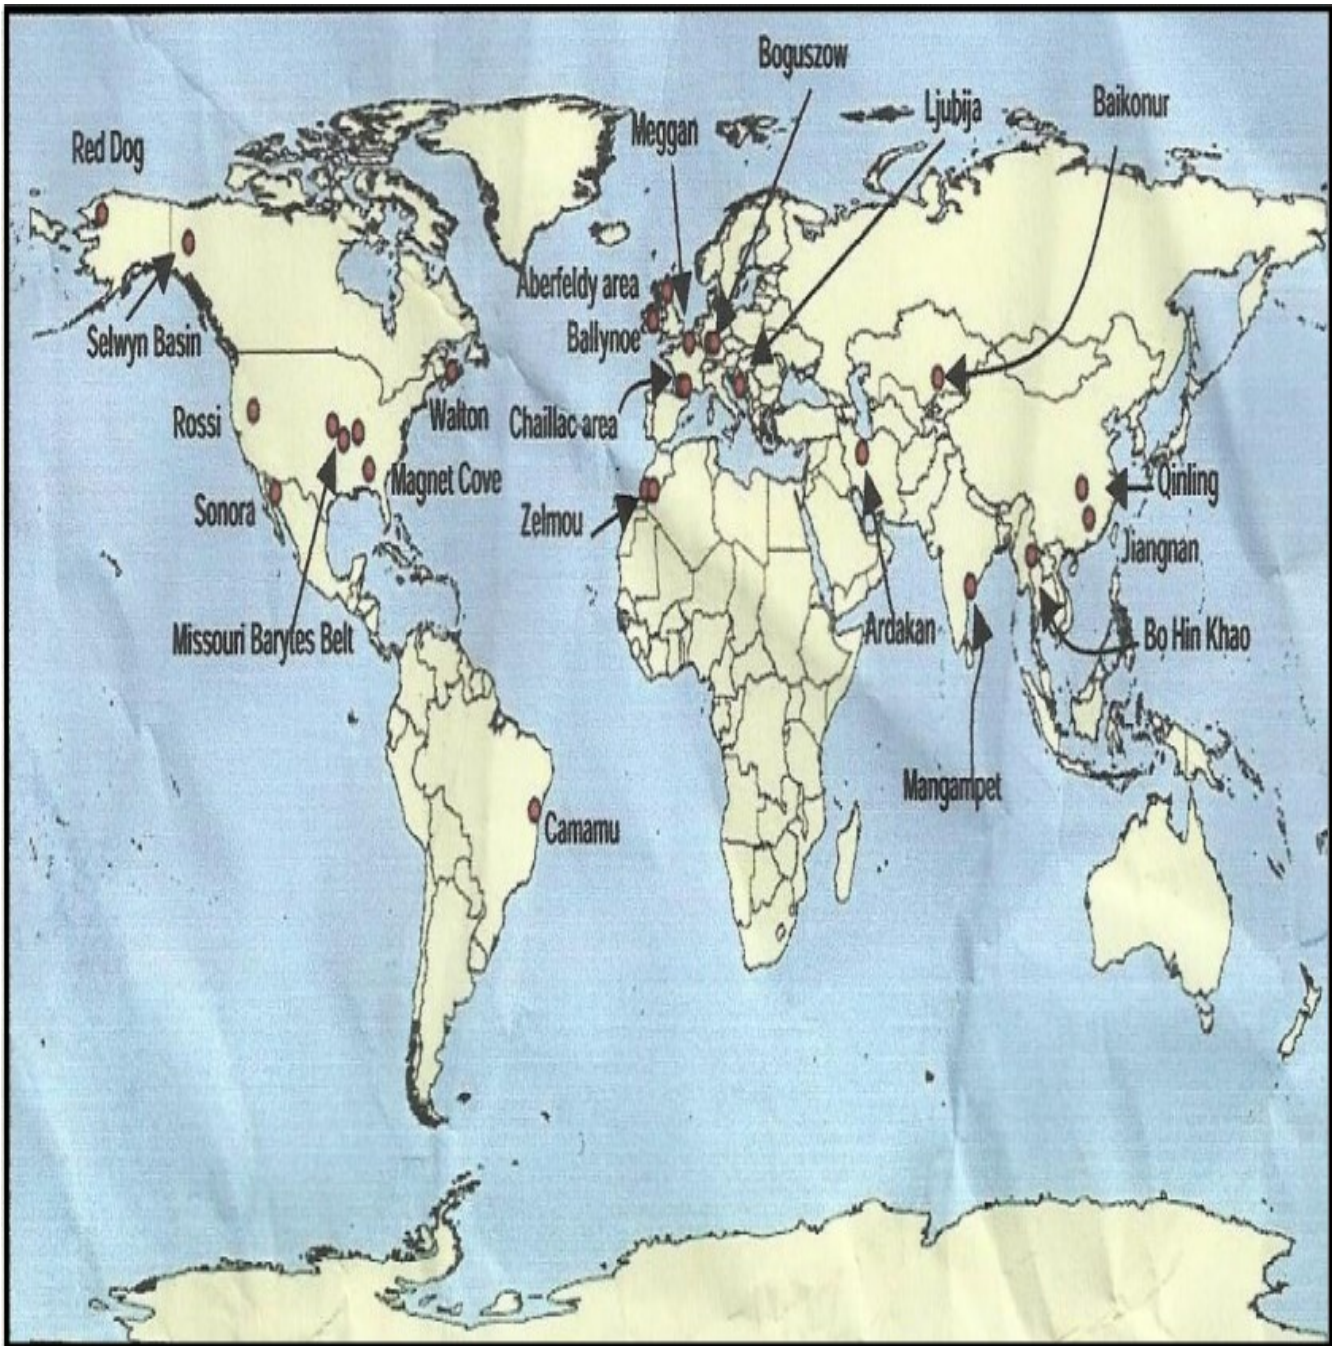 Boguszow
Ljubija
Baikonur
Meggan
Red Dog
Aberfeldy area
Ballynoe
Selwyn Basin
Rossi
Walton
Chaillac area
Magnet Cove
Qinling
Sonora
Zelmou
Jiangnan
Missouri Barytes Belt
Ardakan
Bo Hin Khao
Mangampet
Camamu